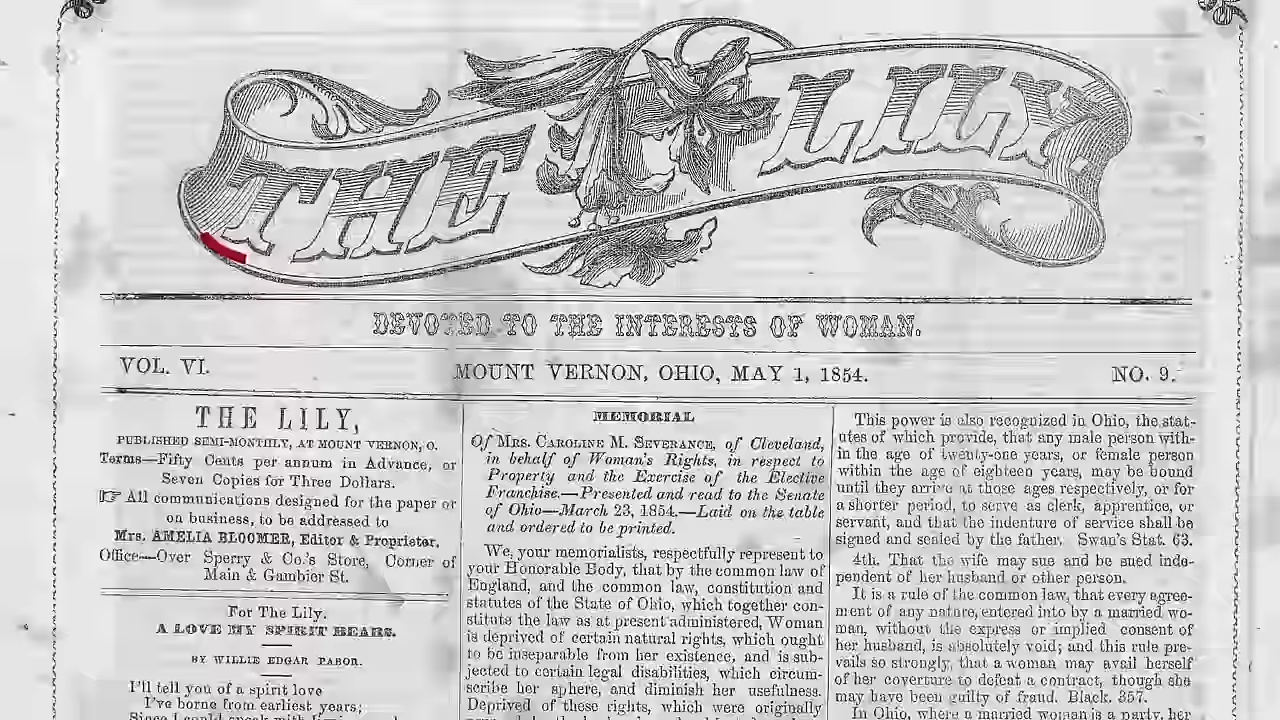 THE LILY.
DEVOTED TO THE INTERESTS OF WOMAN.
VOL. VI. MOUNT VERNON, OHIO, MAY 1, 1854. NO. 9.
THE LILY,
PUBLISHED SEMI-MONTHLY, AT MOUNT VERNON, O.
Terms—Fifty Cents per annum in Advance, or
Seven Copies for Three Dollars.
☞ All communications designed for the paper or
on business, to be addressed to
Mrs. AMELIA BLOOMER, Editor & Proprietor.
Office—Over Sperry & Co.'s Store, Corner of
Main & Gambier St.
For The Lily.
A LOVE MY SPIRIT BEARS.
BY WILLIE EDGAR PABOR.
I'll tell you of a spirit love
I've borne from earliest years;
Since I could speak with
MEMORIAL
Of Mrs. Caroline M. Severance, of Cleveland,
in behalf of Woman's Rights, in respect to
Property and the Exercise of the Elective
Franchise.—Presented and read to the Senate
of Ohio—March 23, 1854.—Laid on the table
and ordered to be printed.
We, your memorialists, respectfully represent to
your Honorable Body, that by the common law of
England, and the common law, constitution and
statutes of the State of Ohio, which together con-
stitute the law as at present administered, Woman
is deprived of certain natural rights, which ought
to be inseparable from her existence, and is sub-
jected to certain legal disabilities, which circum-
scribe her sphere, and diminish her usefulness.
Deprived of these rights, which were originally
This power is also recognized in Ohio, the stat-
utes of which provide, that any male person with-
in the age of twenty-one years, or female person
within the age of eighteen years, may be bound
until they arrive at those ages respectively, or for
a shorter period, to serve as clerk, apprentice, or
servant, and that the indenture of service shall be
signed and sealed by the father. Swan's Stat. 63.
4th. That the wife may sue and be sued inde-
pendent of her husband or other person.
It is a rule of the common law, that every agree-
ment of any nature, entered into by a married wo-
man, without the express or implied consent of
her husband, is absolutely void; and this rule pre-
vails so strongly, that a woman may avail herself
of her coverture to defeat a contract, though she
may have been guilty of fraud. Black. 357.
In Ohio, where a married woman is a party, her